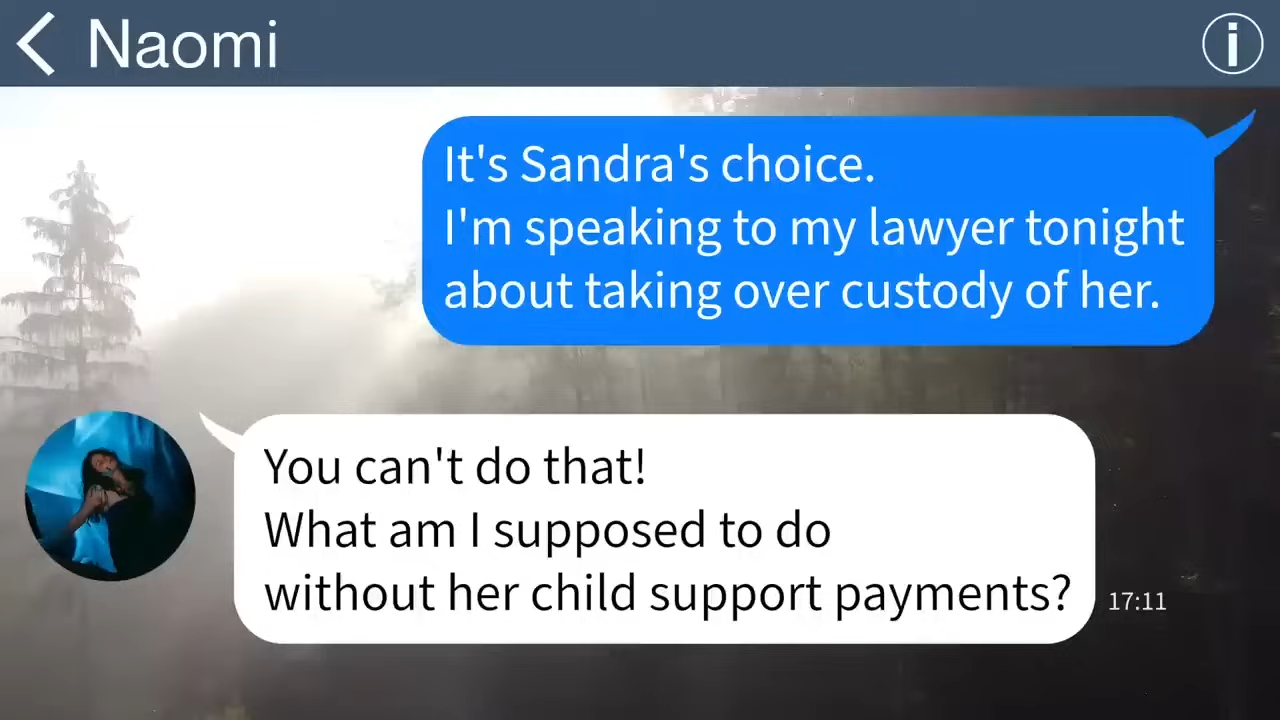 Naomi
It's Sandra's choice.
I'm speaking to my lawyer tonight
about taking over custody of her.
You can't do that!
What am I supposed to do
without her child support payments?
17:11